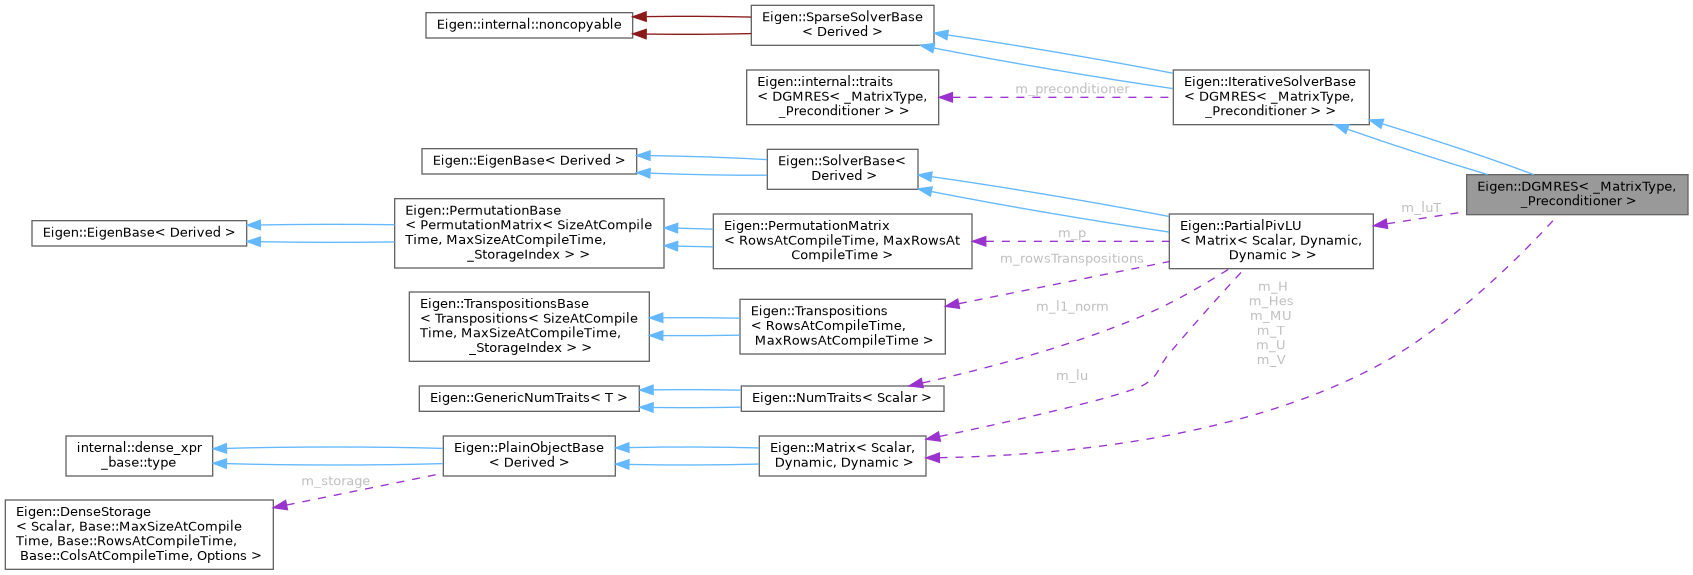 Eigen::internal::noncopyable
Eigen::SparseSolverBase
< Derived >
Eigen::internal::traits
< DGMRES< _MatrixType,
_Preconditioner > >
m_preconditioner
Eigen::IterativeSolverBase
< DGMRES< _MatrixType,
_Preconditioner > >
Eigen::EigenBase< Derived >
Eigen::SolverBase<
Derived >
Eigen::DGMRES< _MatrixType,
_Preconditioner >
m_luT
Eigen::EigenBase< Derived >
Eigen::PermutationBase
< PermutationMatrix< SizeAtCompile
Time, MaxSizeAtCompileTime,
_StorageIndex > >
Eigen::PermutationMatrix
< RowsAtCompileTime, MaxRowsAt
CompileTime >
m_p
Eigen::PartialPivLU
< Matrix< Scalar, Dynamic,
Dynamic > >
m_rowsTranspositions
Eigen::TranspositionsBase
< Transpositions< SizeAtCompile
Time, MaxSizeAtCompileTime,
_StorageIndex > >
Eigen::Transpositions
< RowsAtCompileTime,
MaxRowsAtCompileTime >
m_l1_norm
m_H
m_Hes
m_MU
m_T
m_U
m_V
m_lu
Eigen::GenericNumTraits< T >
Eigen::NumTraits< Scalar >
internal::dense_xpr
_base::type
Eigen::PlainObjectBase
< Derived >
Eigen::Matrix< Scalar,
Dynamic, Dynamic >
m_storage
Eigen::DenseStorage
< Scalar, Base::MaxSizeAtCompile
Time, Base::RowsAtCompileTime,
Base::ColsAtCompileTime, Options >